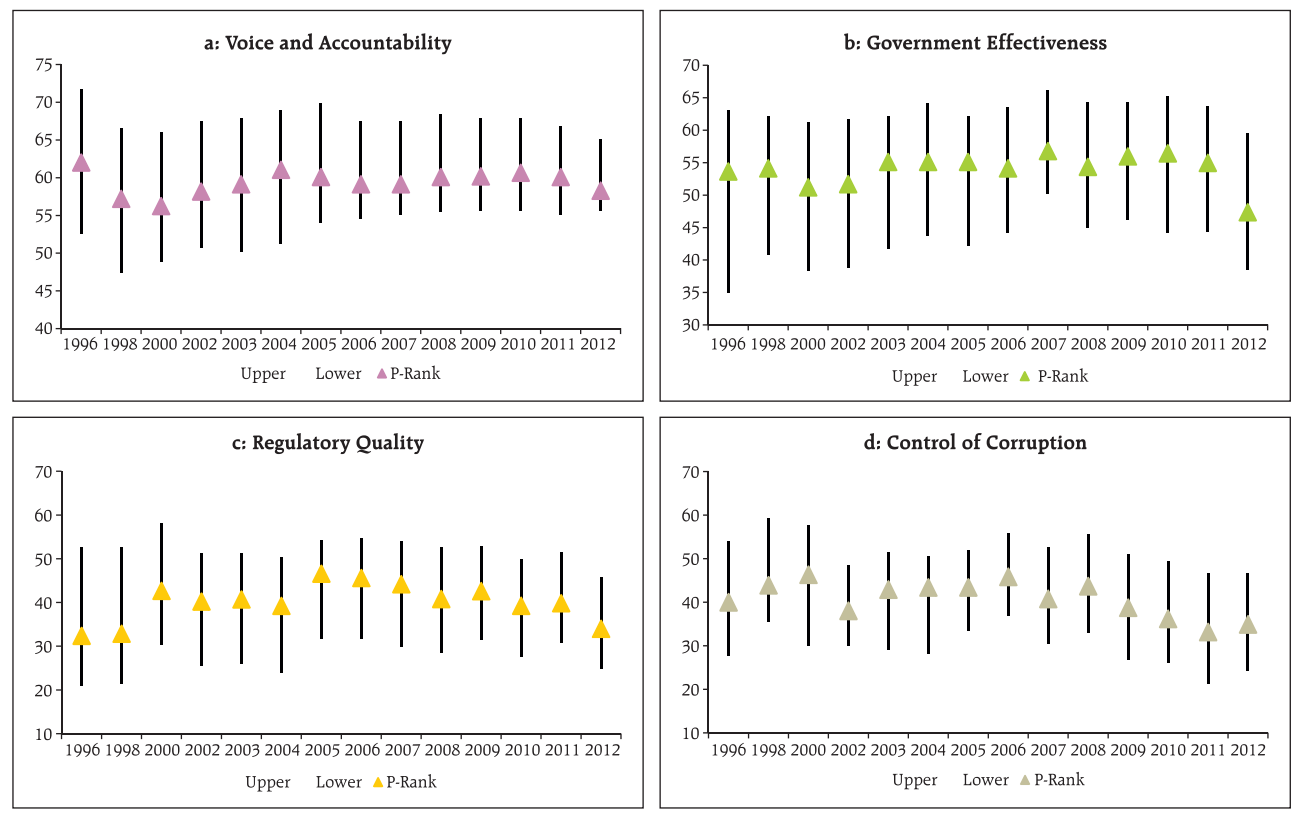 a: Voice and Accountability
75
70
65
60
55
50
45
40
1996 1998 2000 2002 2003 2004 2005 2006 2007 2008 2009 2010 2011 2012
Upper Lower P-Rank
b: Government Effectiveness
70
65
60
55
50
45
40
35
30
1996 1998 2000 2002 2003 2004 2005 2006 2007 2008 2009 2010 2011 2012
Upper Lower P-Rank
c: Regulatory Quality
70
60
50
40
30
20
10
1996 1998 2000 2002 2003 2004 2005 2006 2007 2008 2009 2010 2011 2012
Upper Lower P-Rank
d: Control of Corruption
70
60
50
40
30
20
10
1996 1998 2000 2002 2003 2004 2005 2006 2007 2008 2009 2010 2011 2012
Upper Lower P-Rank